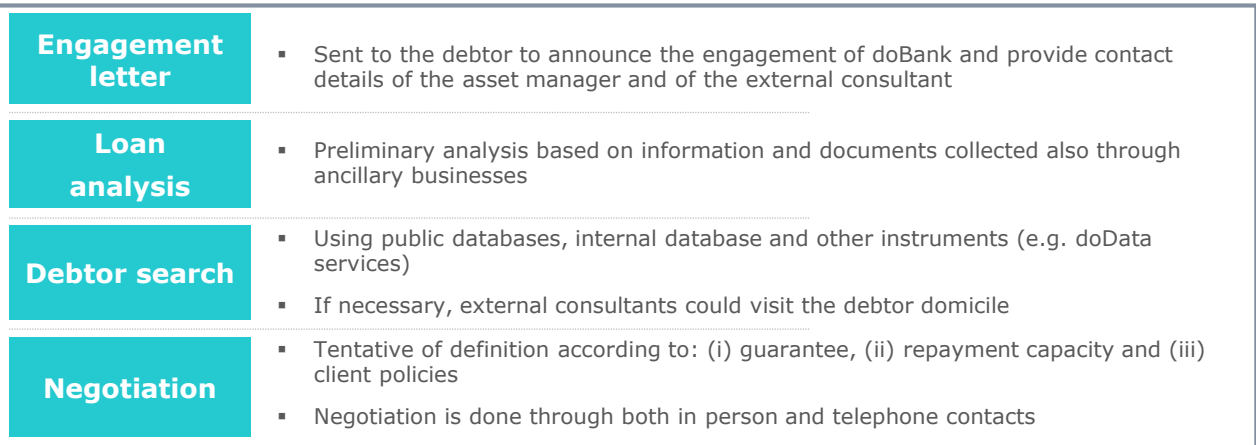 Engagement
letter
▪ Sent to the debtor to announce the engagement of doBank and provide contact
details of the asset manager and of the external consultant
Loan
analysis
▪ Preliminary analysis based on information and documents collected also through
ancillary businesses
Debtor search
▪ Using public databases, internal database and other instruments (e.g. doData
services)
▪ If necessary, external consultants could visit the debtor domicile
Negotiation
▪ Tentative of definition according to: (i) guarantee, (ii) repayment capacity and (iii)
client policies
▪ Negotiation is done through both in person and telephone contacts